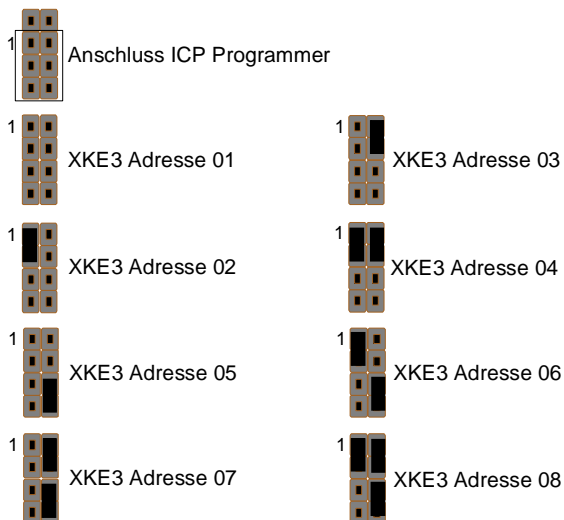 1 Anschluss ICP Programmer
1 XKE3 Adresse 01
1 XKE3 Adresse 03
1 XKE3 Adresse 02
1 XKE3 Adresse 04
1 XKE3 Adresse 05
1 XKE3 Adresse 06
1 XKE3 Adresse 07
1 XKE3 Adresse 08